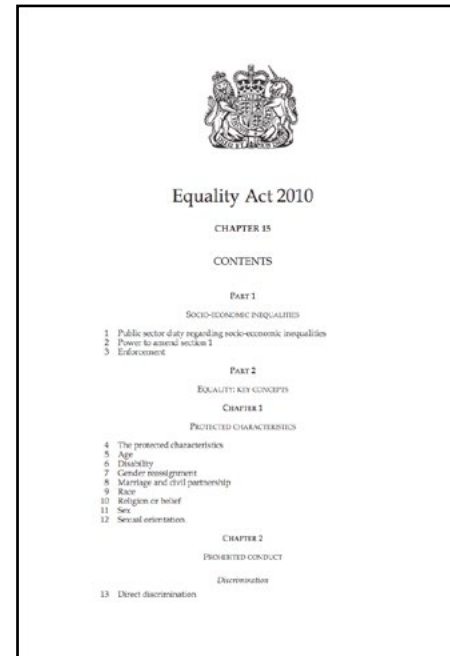 Equality Act 2010
CHAPTER 15
CONTENTS
PART 1
SOCIO-ECONOMIC INEQUALITIES
1 Public sector duty regarding socio-economic inequalities
2 Power to amend section 1
3 Enforcement
PART 2
EQUALITY: KEY CONCEPTS
CHAPTER 1
PROTECTED CHARACTERISTICS
4 The protected characteristics
5 Age
6 Disability
7 Gender reassignment
8 Marriage and civil partnership
9 Race
10 Religion or belief
11 Sex
12 Sexual orientation
CHAPTER 2
PROHIBITED CONDUCT
Discrimination
13 Direct discrimination